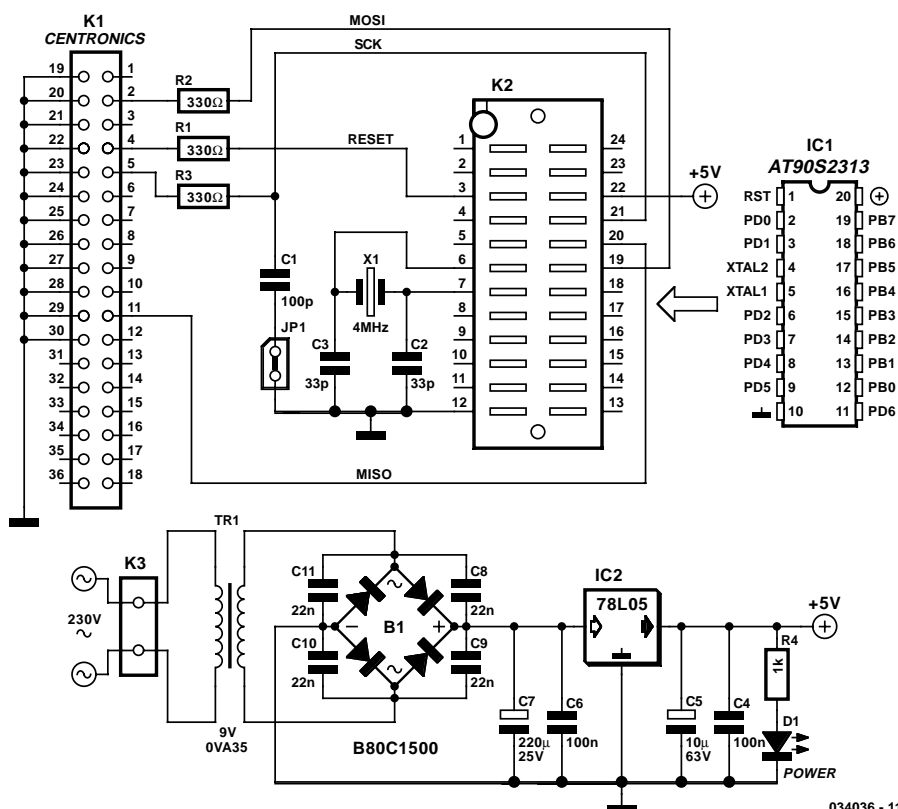 K1
CENTRONICS
19
20
21
22
23
24
25
26
27
28
29
30
31
32
33
34
35
36
1
2
3
4
5
6
7
8
9
10
11
12
13
14
15
16
17
18
R2
330Ω
R1
330Ω
R3
330Ω
MOSI
SCK
RESET
MISO
C1
100p
JP1
X1
4MHz
C3
33p
C2
33p
K2
1
2
3
4
5
6
7
8
9
10
11
12
24
23
22
21
20
19
18
17
16
15
14
13
+5V
IC1
AT90S2313
RST 1 20
PD0 2 19 PB7
PD1 3 18 PB6
XTAL2 4 17 PB5
XTAL1 5 16 PB4
PD2 6 15 PB3
PD3 7 14 PB2
PD4 8 13 PB1
PD5 9 12 PB0
10 11 PD6
K3
230V
~
TR1
9V
0VA35
C11
22n
C10
22n
C8
22n
C9
22n
~
− B1 +
~
B80C1500
C7
220µ
25V
C6
100n
IC2
78L05
C5
10µ
63V
C4
100n
+5V
R4
1k
D1
POWER
034036 - 11